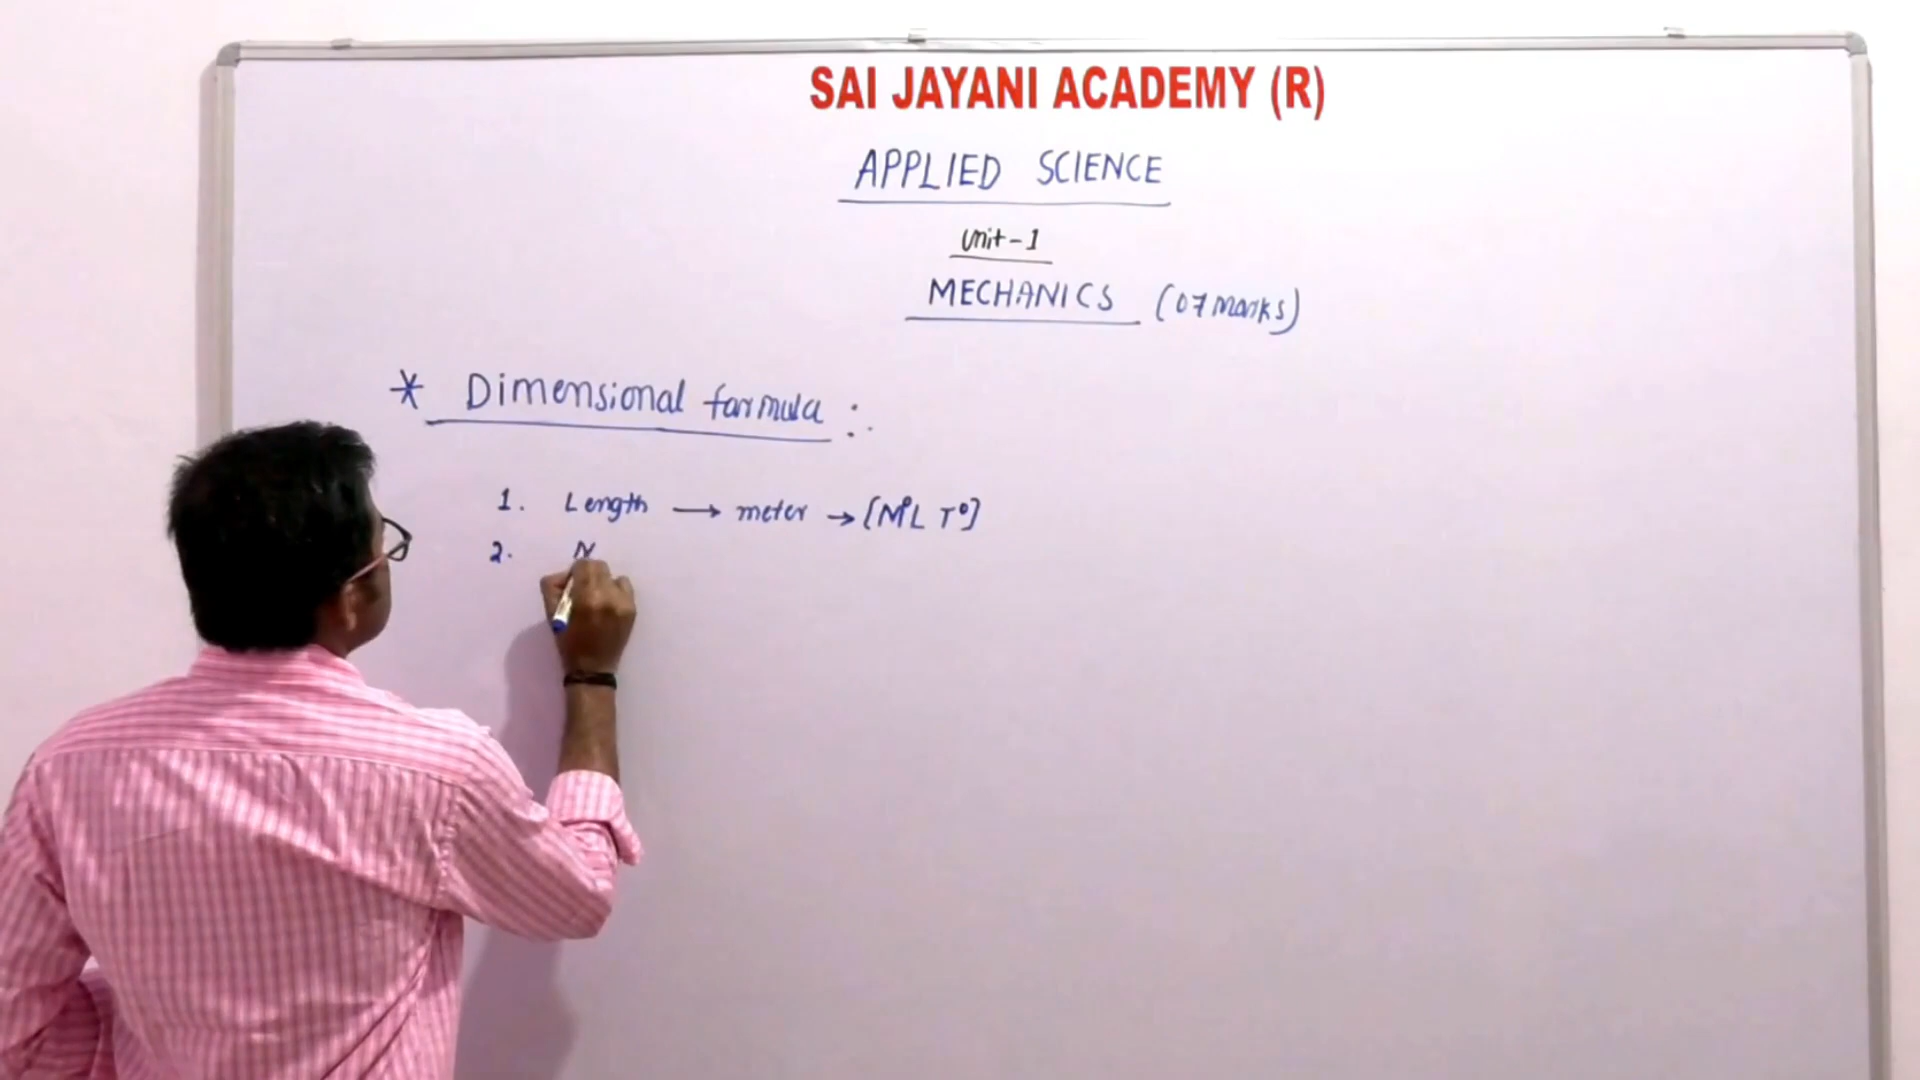 SAI JAYANI ACADEMY (R)
APPLIED SCIENCE
Unit - 1
MECHANICS (07 marks)
* Dimensional formula :-
1. Length → meter → [M⁰L T⁰]
2.